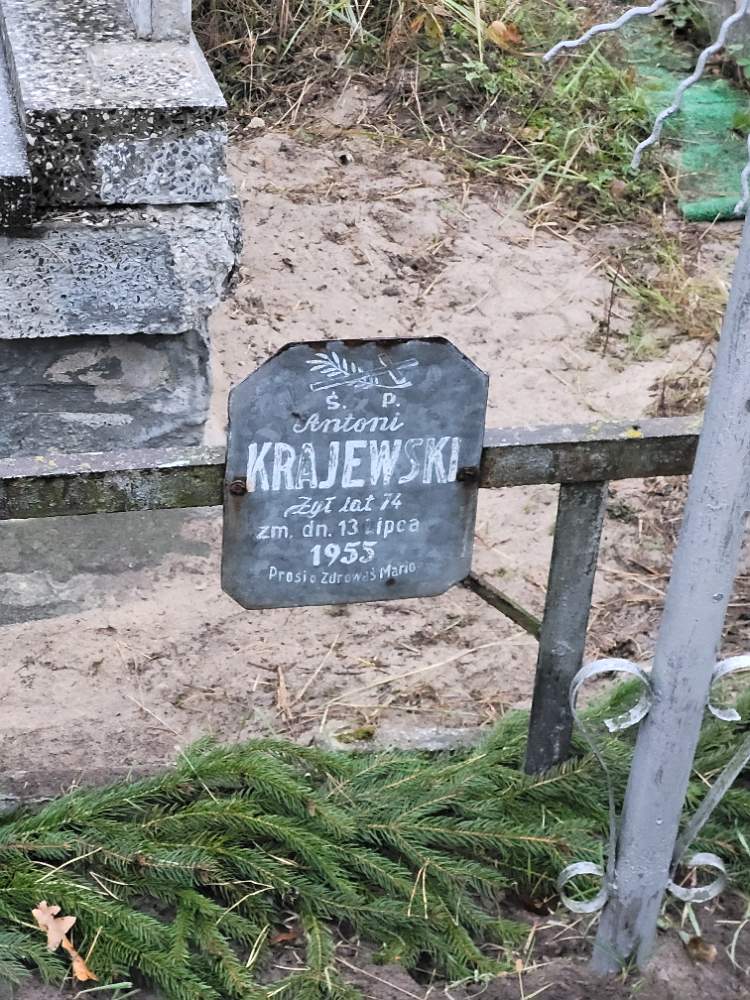 Ś. P.
Antoni
KRAJEWSKI
Żył lat 74
zm. dn. 13 Lipca
1955
Prosi o Zdrowaś Mario